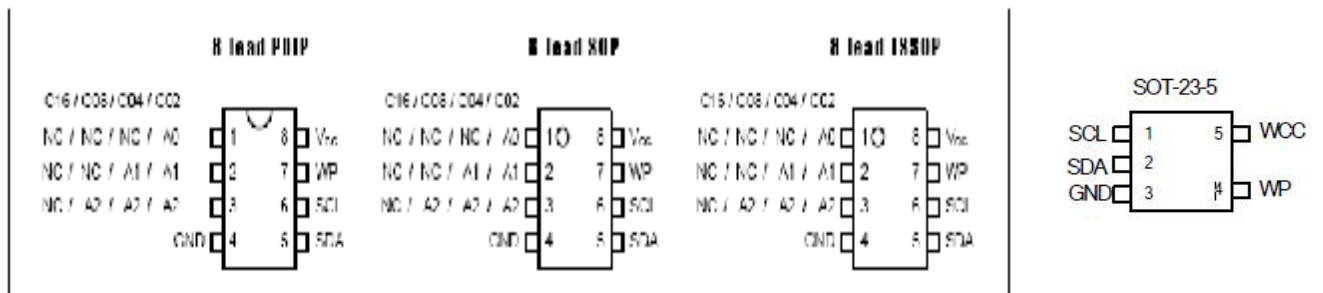 8 lead PDIP
8 lead SOP
8 lead TSSOP
C16 / C08 / C04 / C02
NC / NC / NC / A0 1 8 Vcc
NC / NC / A1 / A1 2 7 WP
NC / A2 / A2 / A2 3 6 SCL
GND 4 5 SDA
C16 / C08 / C04 / C02
NC / NC / NC / A0 1 8 Vcc
NC / NC / A1 / A1 2 7 WP
NC / A2 / A2 / A2 3 6 SCL
GND 4 5 SDA
C16 / C08 / C04 / C02
NC / NC / NC / A0 1 8 Vcc
NC / NC / A1 / A1 2 7 WP
NC / A2 / A2 / A2 3 6 SCL
GND 4 5 SDA
SOT-23-5
SCL 1 5 WCC
SDA 2
GND 3 4 WP